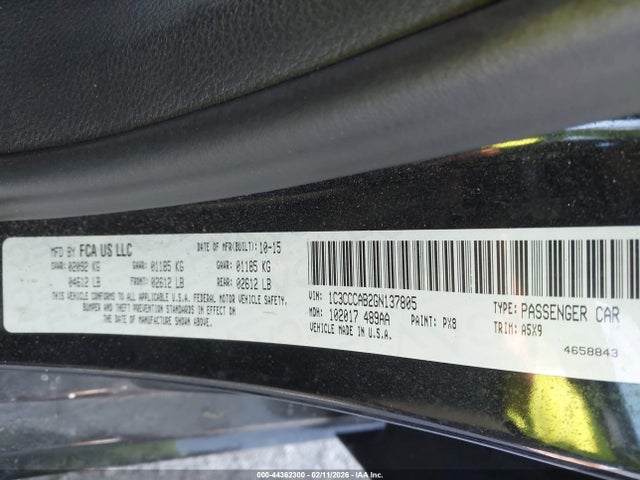 MFD BY FCA US LLC DATE OF MFR(BUILT): 10-15
GVWR: 02092 KG GAWR: 01185 KG GAWR: 01185 KG
04612 LB FRONT: 02612 LB REAR: 02612 LB
THIS VEHICLE CONFORMS TO ALL APPLICABLE U.S. FEDERAL MOTOR VEHICLE SAFETY,
BUMPER AND THEFT PREVENTION STANDARDS IN EFFECT ON
THE DATE OF MANUFACTURE SHOWN ABOVE.
VIN: 1C3CCCAB2GN137805 TYPE: PASSENGER CAR
MDH: 102017 489AA PAINT: PX8 TRIM: A5X9
VEHICLE MADE IN U.S.A.
4658843
000-44362300 - 02/11/2026 - IAA Inc.